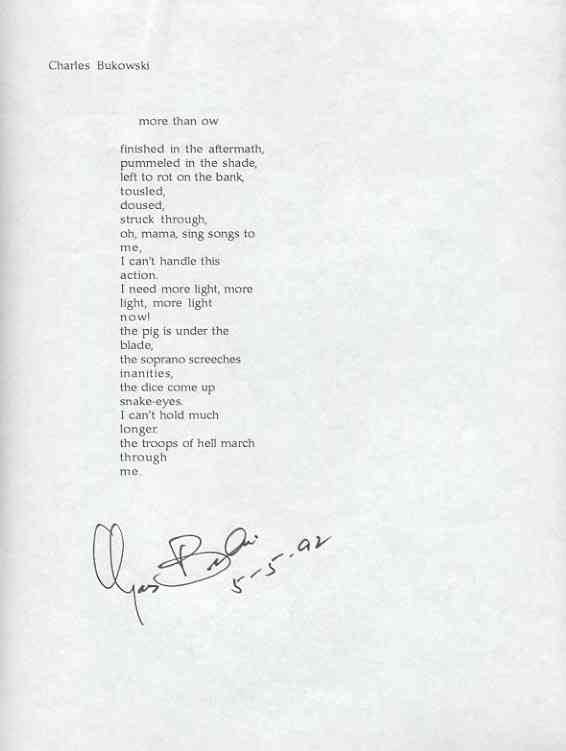 Charles Bukowski
more than ow
finished in the aftermath,
pummeled in the shade,
left to rot on the bank,
tousled,
doused,
struck through,
oh, mama, sing songs to
me,
I can't handle this
action.
I need more light, more
light, more light
now!
the pig is under the
blade,
the soprano screeches
inanities,
the dice come up
snake-eyes.
I can't hold much
longer.
the troops of hell march
through
me.
5-5-92